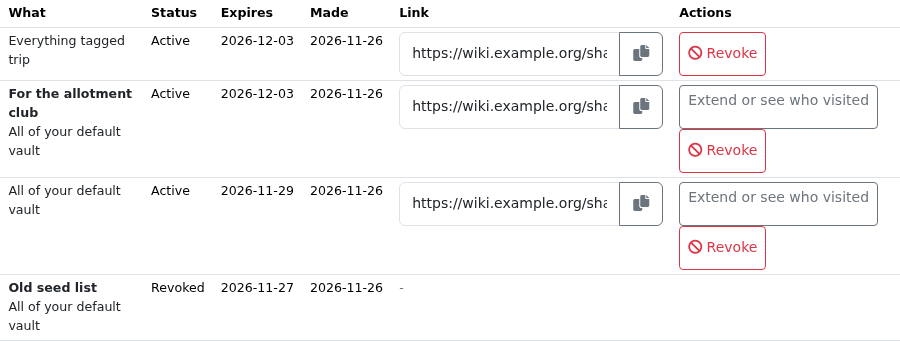 What Status Expires Made Link Actions
Everything tagged trip Active 2026-12-03 2026-11-26 https://wiki.example.org/sha Revoke
For the allotment club
All of your default vault Active 2026-12-03 2026-11-26 https://wiki.example.org/sha Extend or see who visited
Revoke
All of your default vault Active 2026-11-29 2026-11-26 https://wiki.example.org/sha Extend or see who visited
Revoke
Old seed list
All of your default vault Revoked 2026-11-27 2026-11-26 -